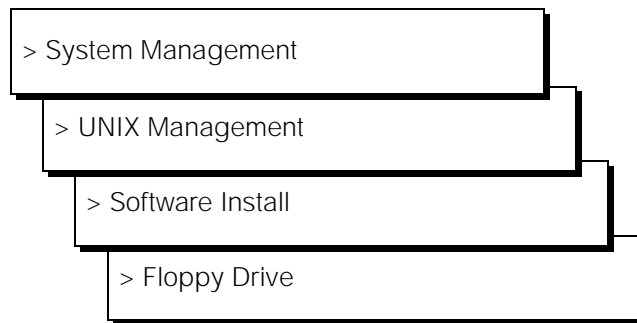 > System Management
> UNIX Management
> Software Install
> Floppy Drive